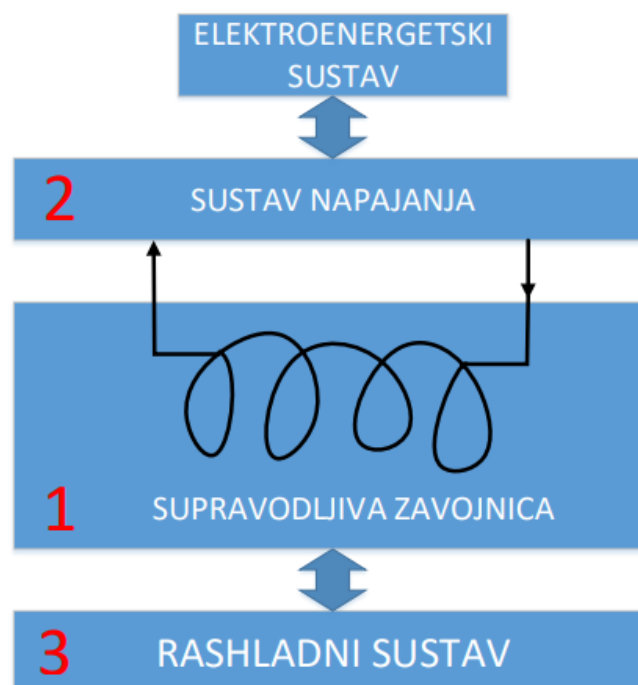 ELEKTROENERGETSKI
SUSTAV
2 SUSTAV NAPAJANJA
1 SUPRAVODLJIVA ZAVOJNICA
3 RASHLADNI SUSTAV